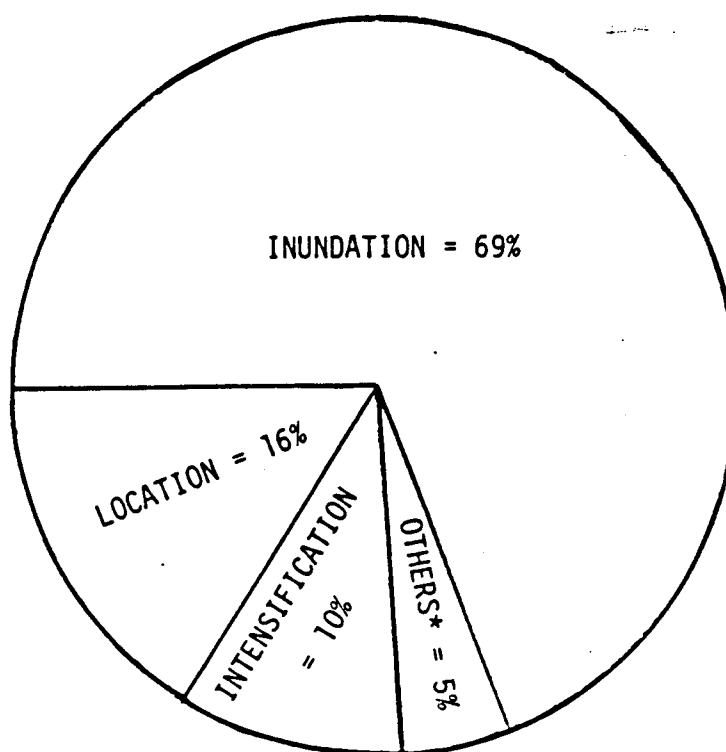 INUNDATION = 69%
LOCATION = 16%
INTENSIFICATION
= 10%
OTHERS* = 5%